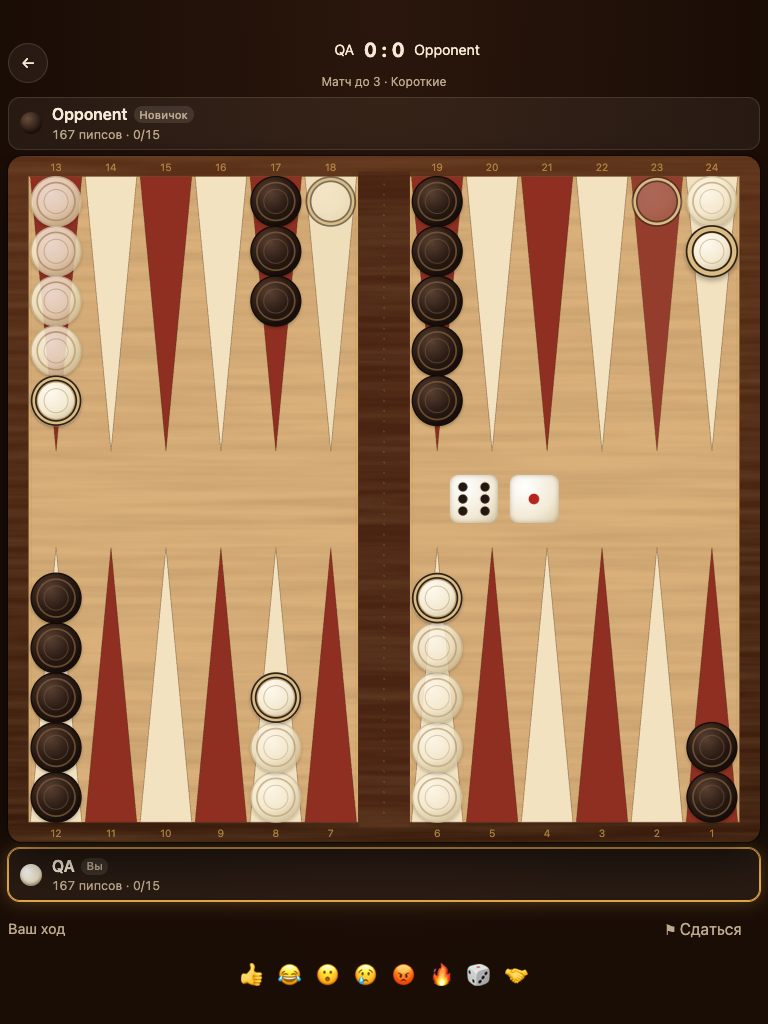 QA 0 : 0 Opponent
Матч до 3 · Короткие
Opponent Новичок
167 пипсов · 0/15
13 14 15 16 17 18 19 20 21 22 23 24
12 11 10 9 8 7 6 5 4 3 2 1
QA Вы
167 пипсов · 0/15
Ваш ход
Сдаться